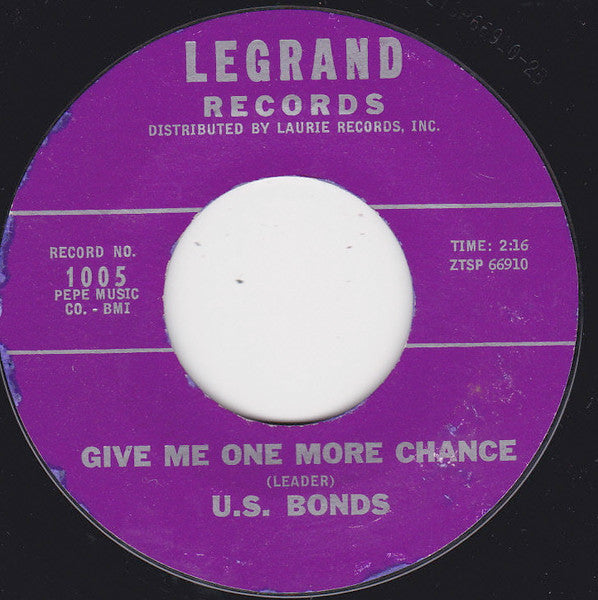 LEGRAND
RECORDS
DISTRIBUTED BY LAURIE RECORDS, INC.
RECORD NO.
1005
PEPE MUSIC
CO. - BMI
TIME: 2:16
ZTSP 66910
GIVE ME ONE MORE CHANCE
(LEADER)
U.S. BONDS